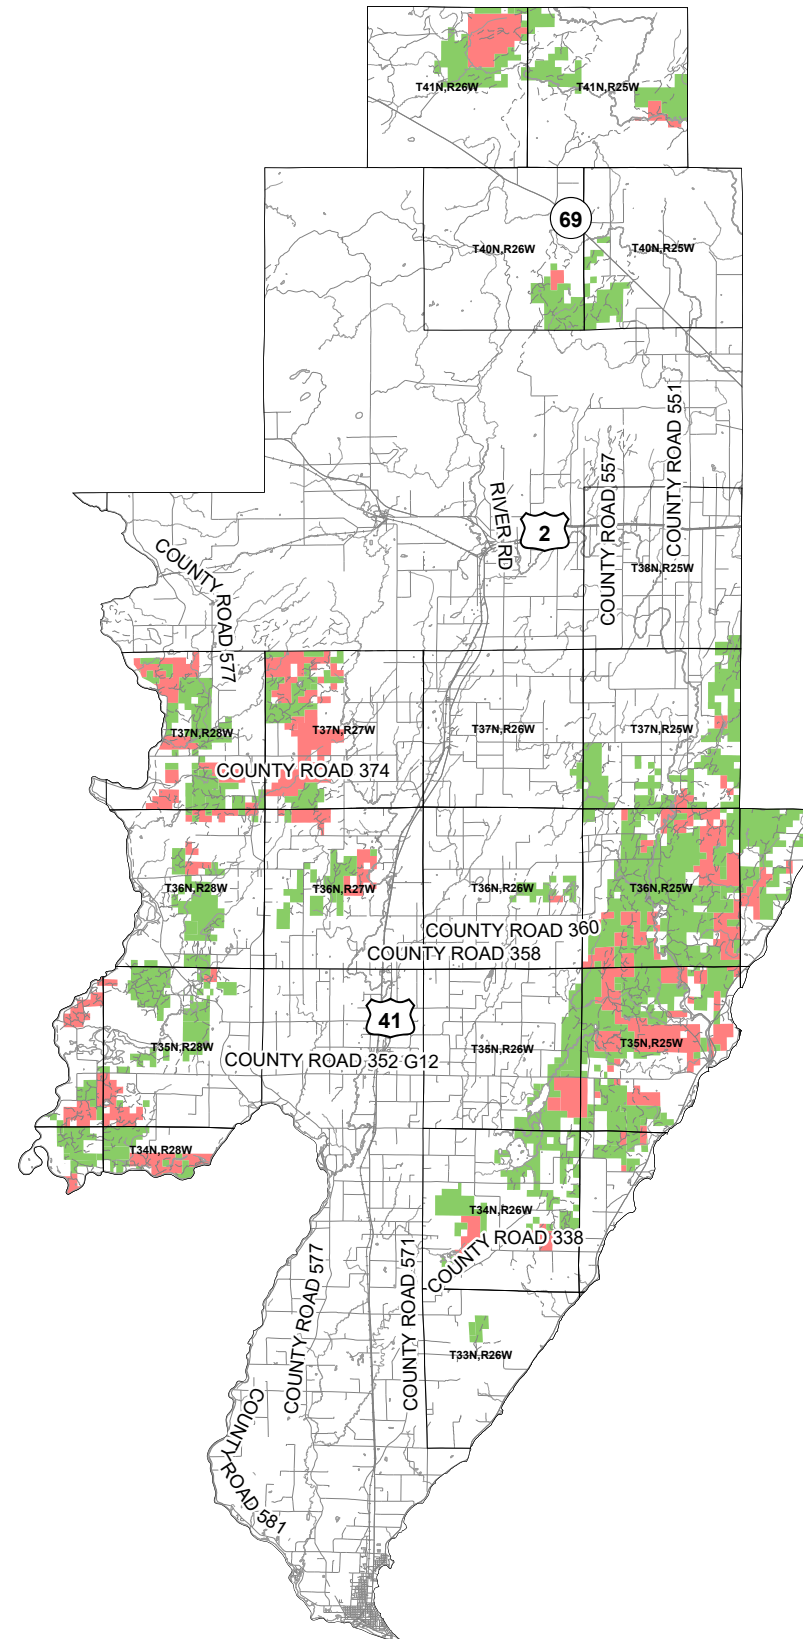 T41N,R26W
T41N,R25W
69
T40N,R26W
T40N,R25W
COUNTY ROAD 551
COUNTY ROAD 557
RIVER RD
2
COUNTY ROAD 577
T38N,R25W
T37N,R28W
T37N,R27W
T37N,R26W
T37N,R25W
COUNTY ROAD 374
T36N,R28W
T36N,R27W
T36N,R26W
T36N,R25W
COUNTY ROAD 360
COUNTY ROAD 358
41
T35N,R28W
T35N,R26W
T35N,R25W
COUNTY ROAD 352 G12
T34N,R28W
T34N,R26W
COUNTY ROAD 338
COUNTY ROAD 577
COUNTY ROAD 571
T33N,R26W
COUNTY ROAD 581